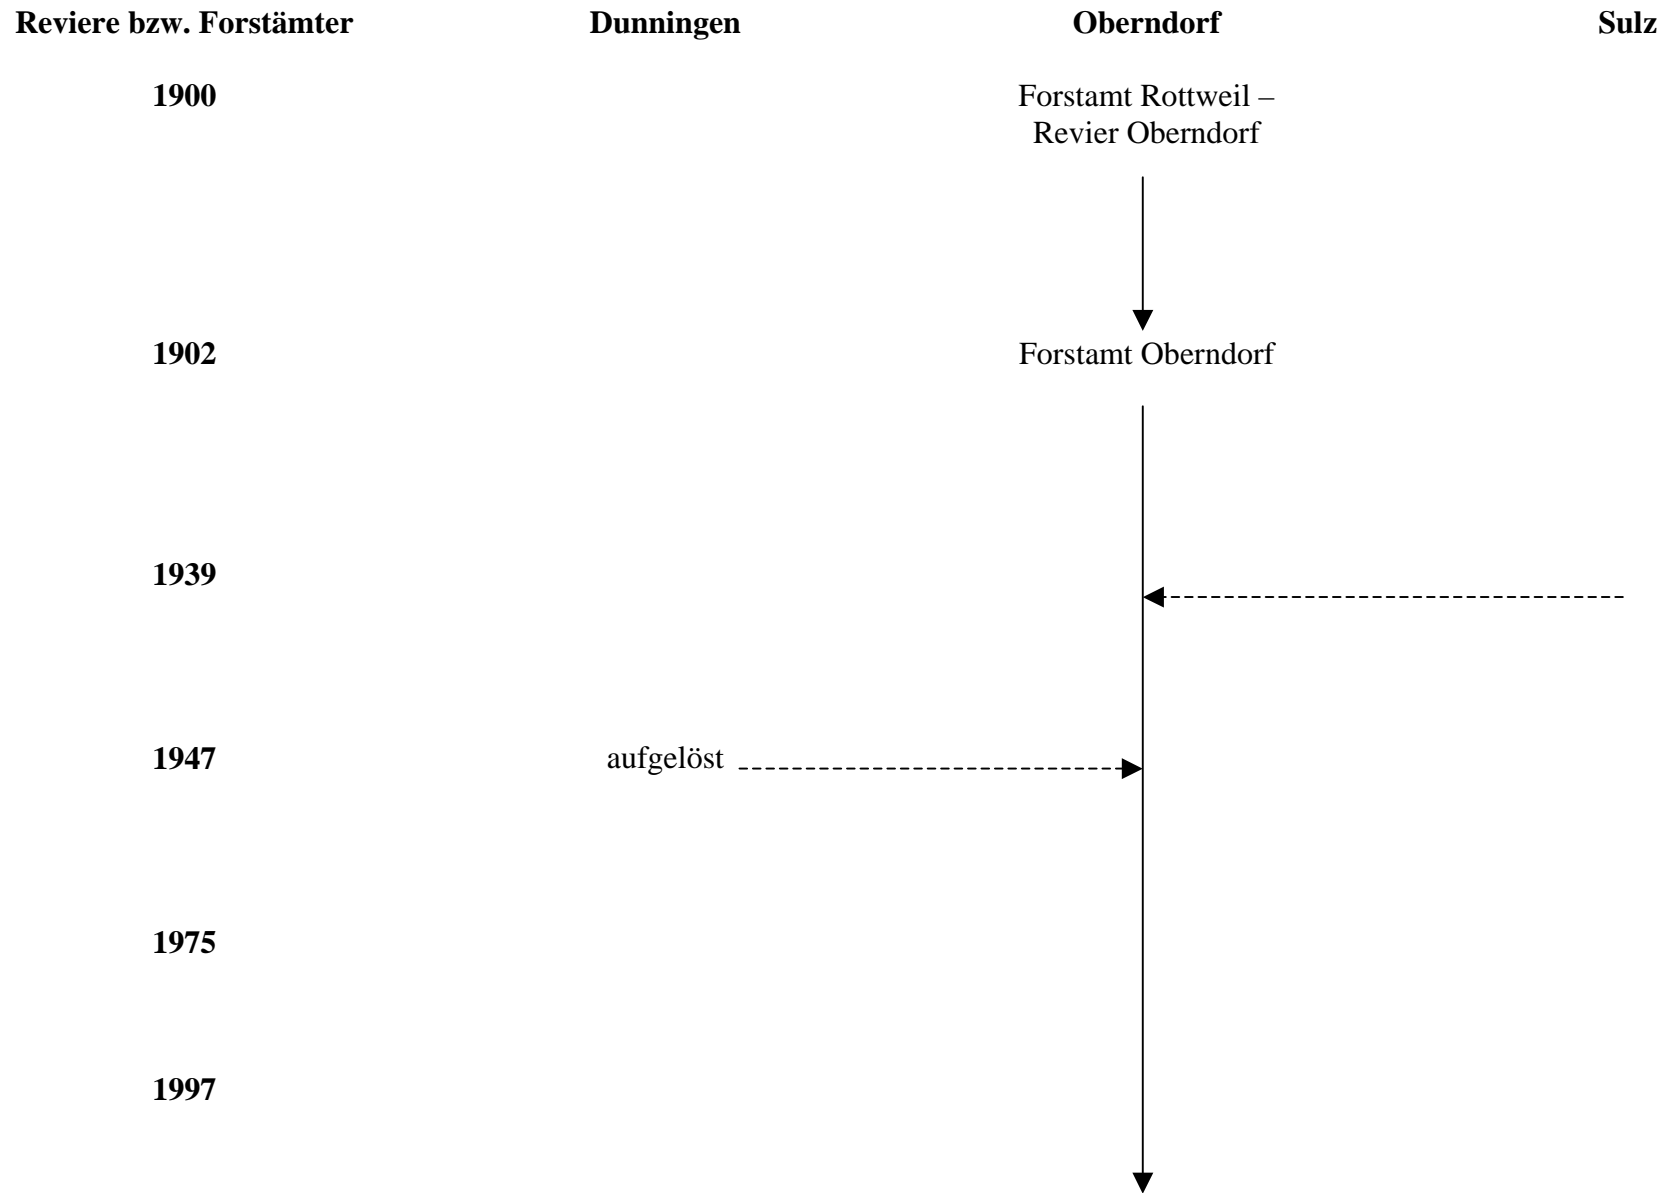 Reviere bzw. Forstämter Dunningen Oberndorf Sulz
1900 Forstamt Rottweil –
Revier Oberndorf
1902 Forstamt Oberndorf
1939
1947 aufgelöst
1975
1997